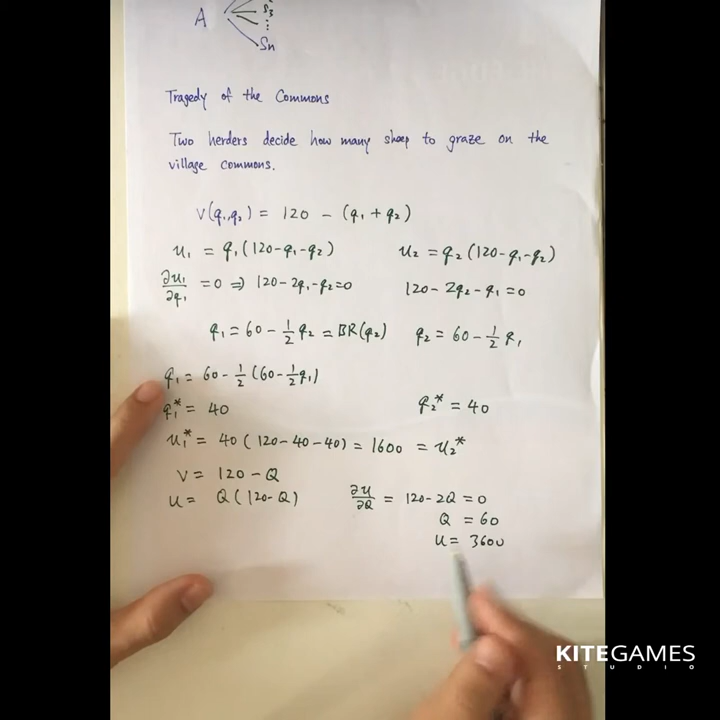 S3
A
⋮
Sn
Tragedy of the Commons
Two herders decide how many sheep to graze on the
village commons.
V(q₁,q₂) = 120 - (q₁ + q₂)
u₁ = q₁(120-q₁-q₂) u₂ = q₂(120-q₁-q₂)
∂u₁/∂q₁ = 0 ⇒ 120-2q₁-q₂=0 120-2q₂-q₁=0
q₁ = 60 - 1/2 q₂ = BR(q₂) q₂ = 60 - 1/2 q₁
q₁ = 60 - 1/2 (60 - 1/2 q₁)
q₁* = 40 q₂* = 40
u₁* = 40(120-40-40) = 1600 = u₂*
V = 120 - Q
u = Q(120-Q) ∂u/∂Q = 120-2Q = 0
Q = 60
u = 3600
KITEGAMES
STUDIO